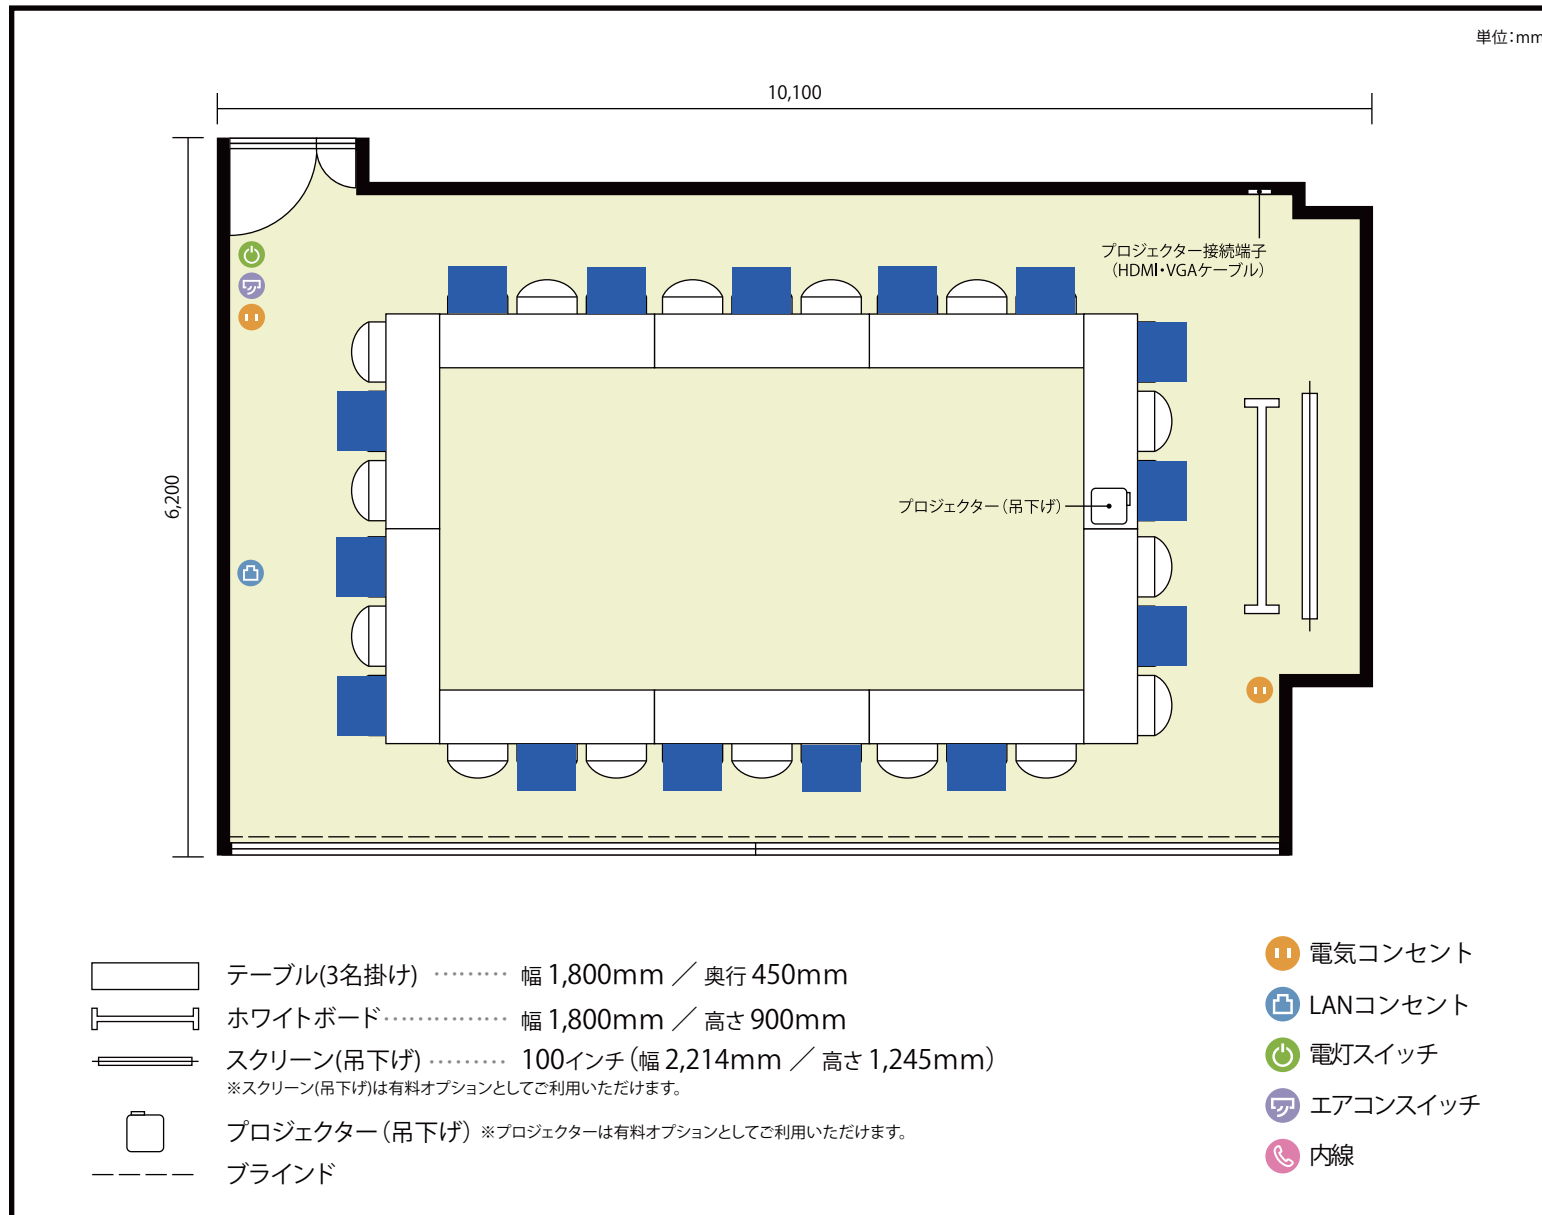 単位：mm
10,100
6,200
プロジェクター接続端子
（HDMI・VGAケーブル）
プロジェクター（吊下げ）
テーブル(3名掛け) ……… 幅 1,800mm ／ 奥行 450mm
ホワイトボード …………… 幅 1,800mm ／ 高さ 900mm
スクリーン(吊下げ) ……… 100インチ（幅 2,214mm ／ 高さ 1,245mm）
※スクリーン(吊下げ)は有料オプションとしてご利用いただけます。
プロジェクター（吊下げ） ※プロジェクターは有料オプションとしてご利用いただけます。
ブラインド
電気コンセント
LANコンセント
電灯スイッチ
エアコンスイッチ
内線